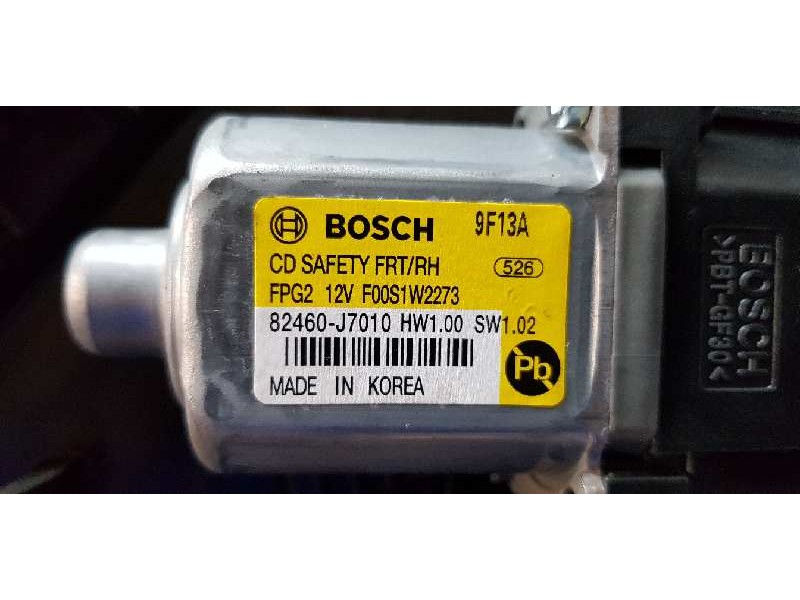 BOSCH 9F13A
CD SAFETY FRT/RH 526
FPG2 12V F00S1W2273
82460-J7010 HW1.00 SW1.02
MADE IN KOREA
Pb
BOSCH
>PBT-GF30<